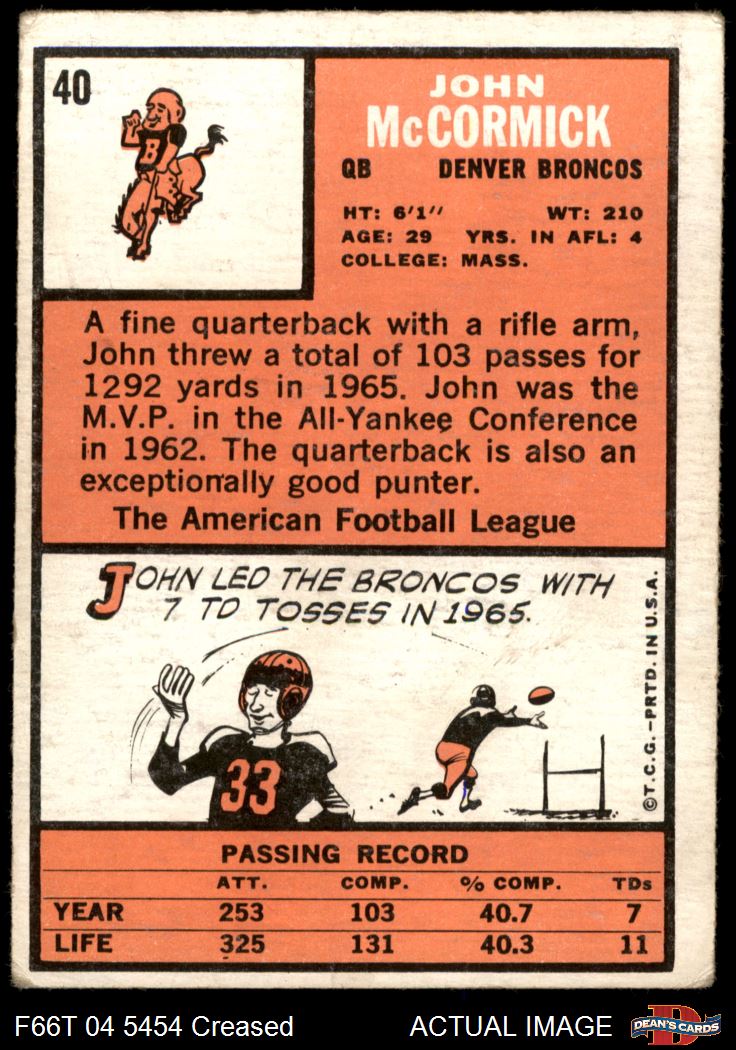 40
B
JOHN
McCORMICK
QB DENVER BRONCOS
HT: 6'1" WT: 210
AGE: 29 YRS. IN AFL: 4
COLLEGE: MASS.
A fine quarterback with a rifle arm,
John threw a total of 103 passes for
1292 yards in 1965. John was the
M.V.P. in the All-Yankee Conference
in 1962. The quarterback is also an
exceptionally good punter.
The American Football League
JOHN LED THE BRONCOS WITH
7 TD TOSSES IN 1965.
33
©T.C.G.-PRTD. IN U.S.A.
PASSING RECORD
ATT. COMP. % COMP. TDs
YEAR 253 103 40.7 7
LIFE 325 131 40.3 11
F66T 04 5454 Creased ACTUAL IMAGE
D
DEAN'S CARDS